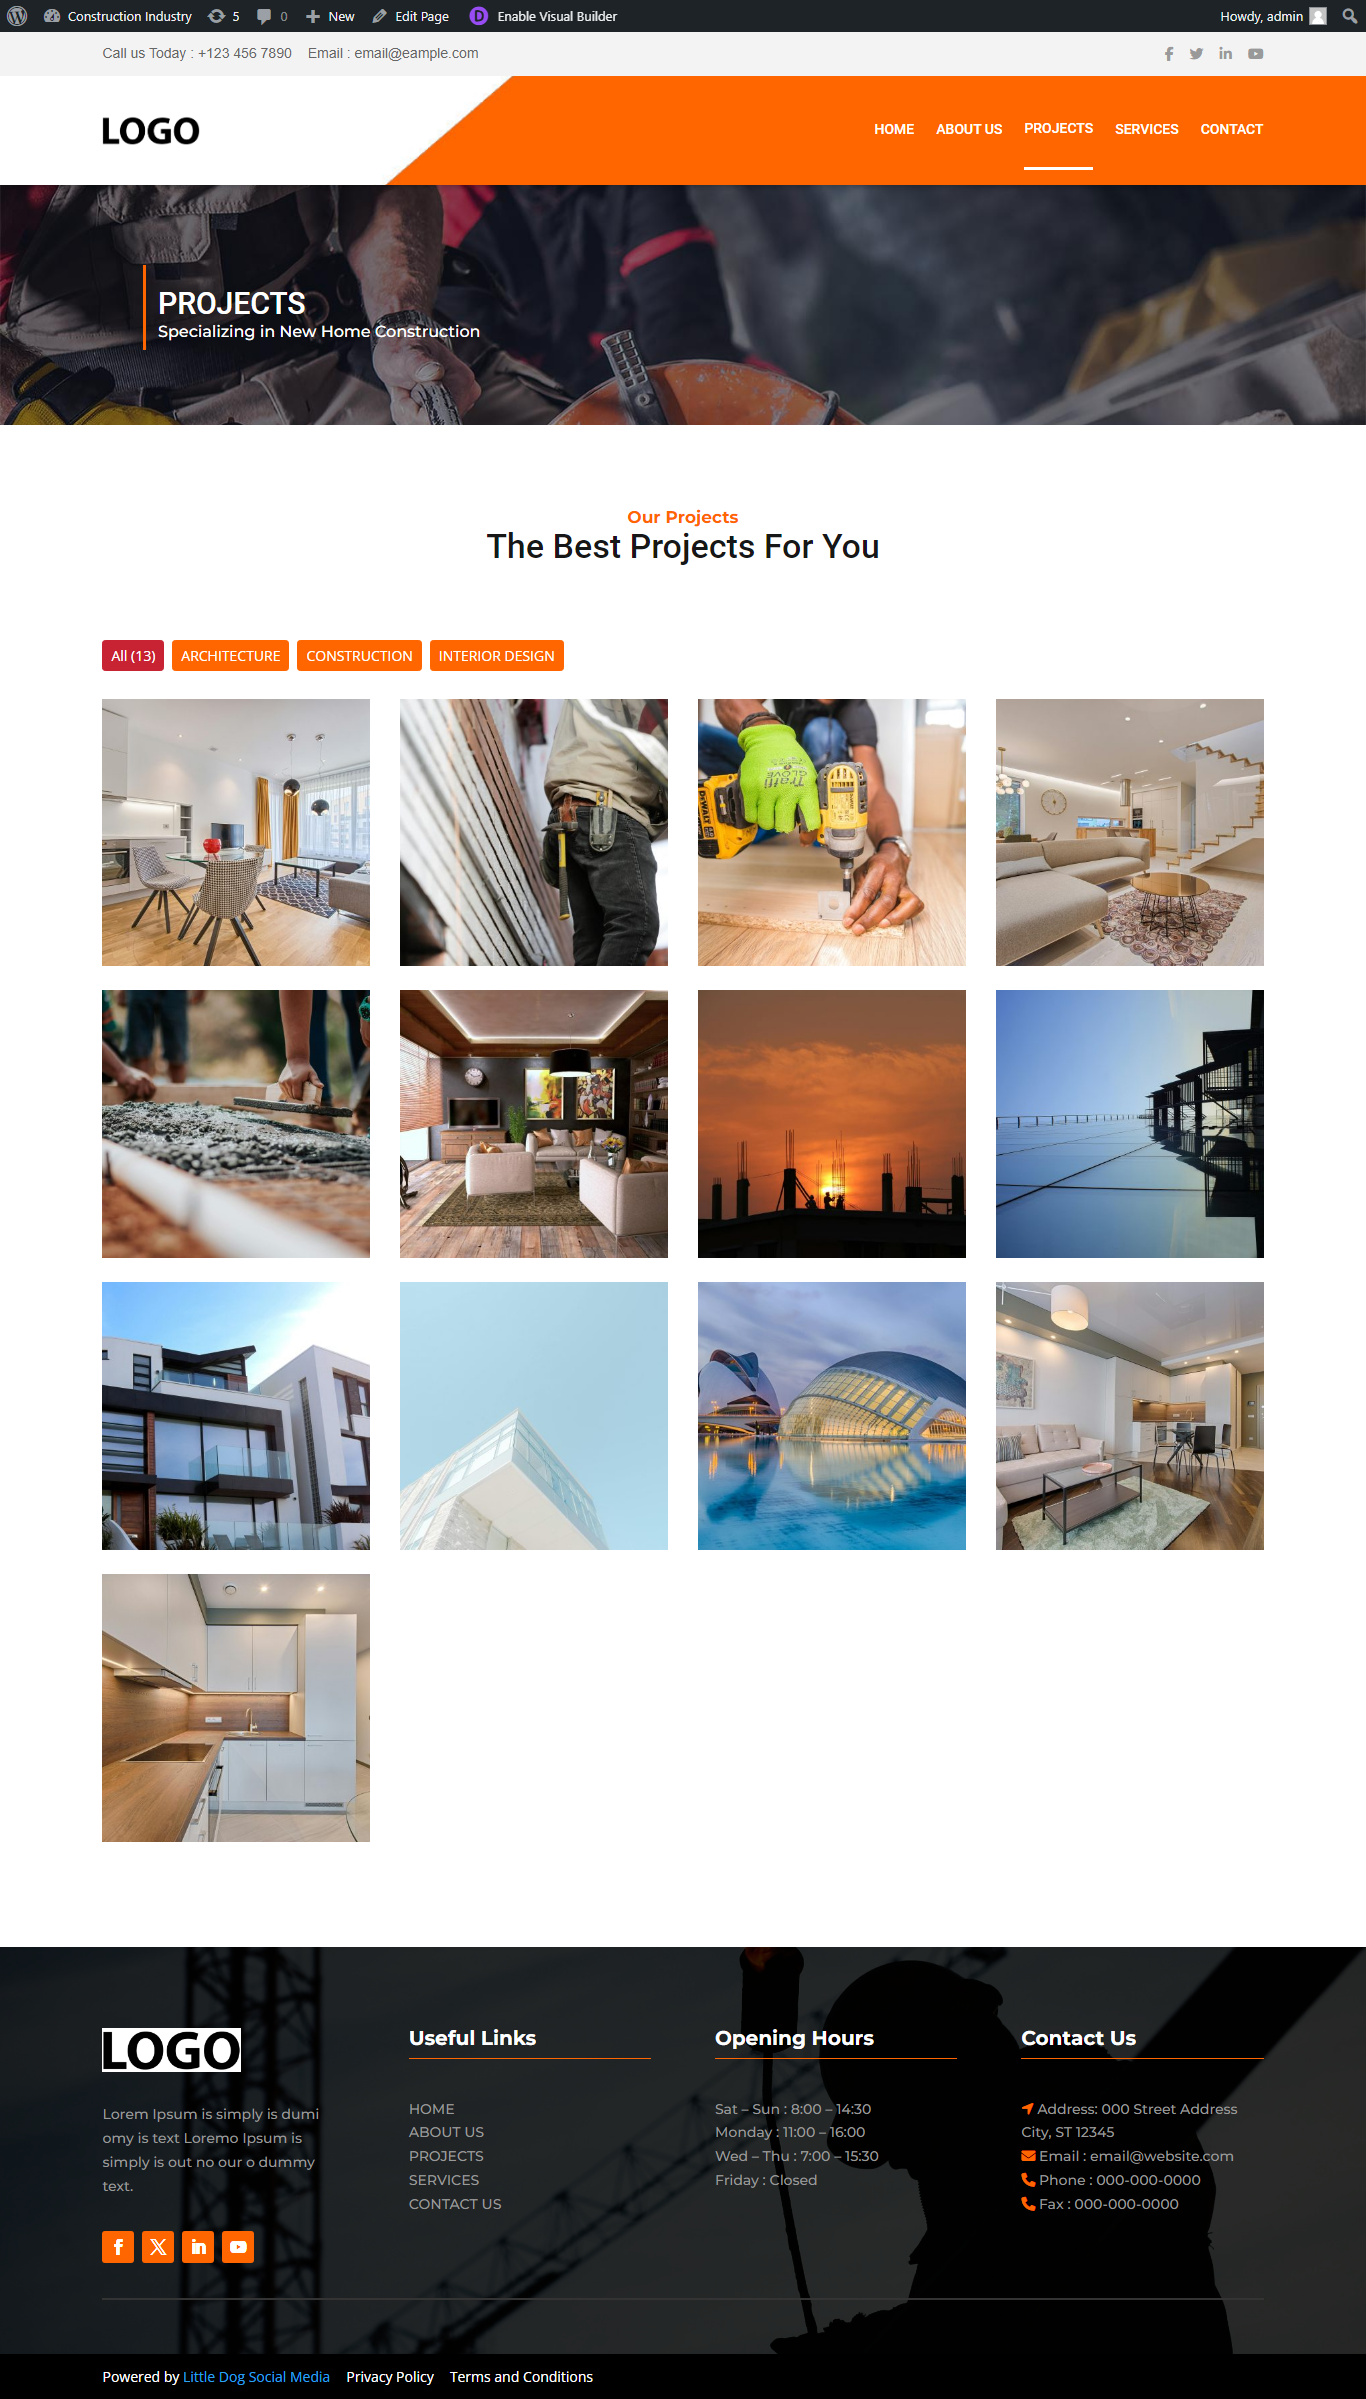 Construction Industry 5 0 New Edit Page Enable Visual Builder Howdy, admin
Call us Today : +123 456 7890 Email : email@eample.com
LOGO
HOME ABOUT US PROJECTS SERVICES CONTACT
PROJECTS
Specializing in New Home Construction
Our Projects
The Best Projects For You
All (13) ARCHITECTURE CONSTRUCTION INTERIOR DESIGN
DEWALT
LOGO
Lorem Ipsum is simply is dumi
omy is text Loremo Ipsum is
simply is out no our o dummy
text.
Useful Links
HOME
ABOUT US
PROJECTS
SERVICES
CONTACT US
Opening Hours
Sat – Sun : 8:00 – 14:30
Monday : 11:00 – 16:00
Wed – Thu : 7:00 – 15:30
Friday : Closed
Contact Us
Address: 000 Street Address
City, ST 12345
Email : email@website.com
Phone : 000-000-0000
Fax : 000-000-0000
Powered by Little Dog Social Media Privacy Policy Terms and Conditions